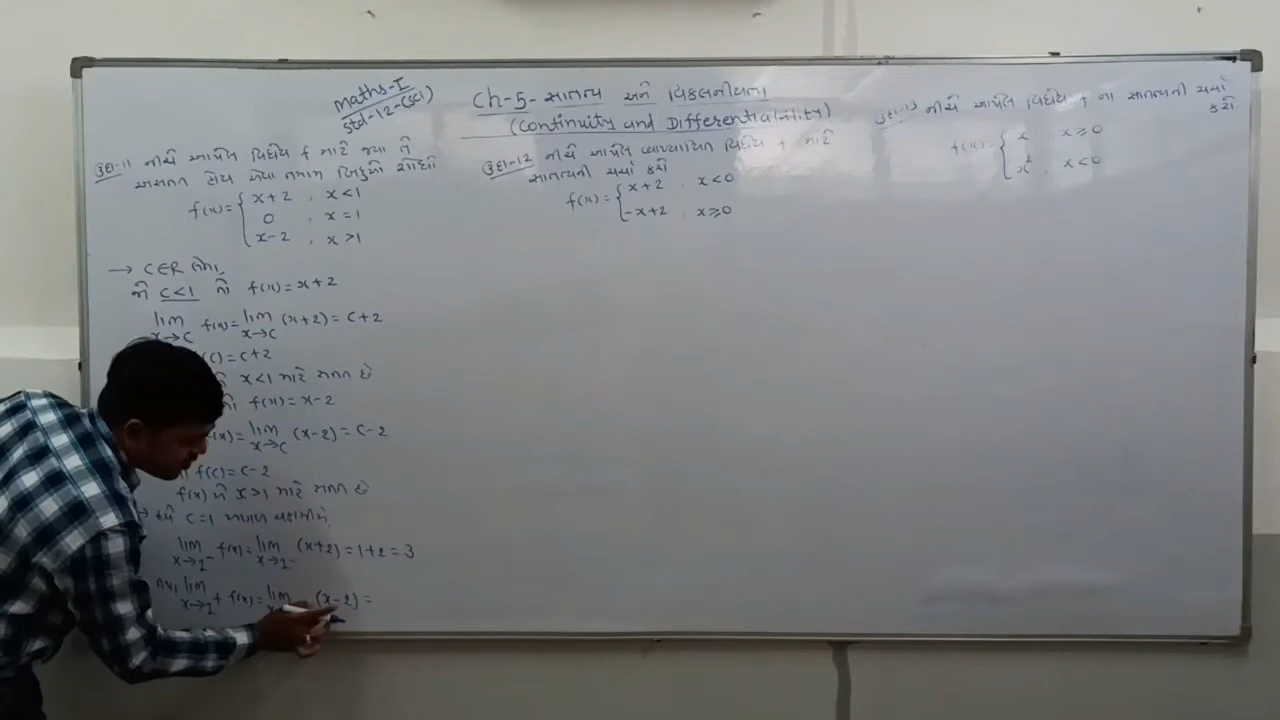 Maths-I
Std-12-(Sci)
Ch-5- સાતત્ય અને વિકલનીયતા
(Continuity and Differentiability)
ઉદા-11 નીચે આપેલ વિધેય f માટે જ્યાં તે
અસતત હોય એવા તમામ બિંદુઓ શોધો
f(x)= { x+2 , x<1
0 , x=1
x-2 , x>1
→ C∈R લેતાં,
જો C<1 તો f(x)=x+2
lim x→C f(x)= lim x→C (x+2)=C+2
(C)=C+2
x<1 માટે સતત છે
f(x)=x-2
(x)= lim x→C (x-2)=C-2
f(C)=C-2
f(x) એ x>1 માટે સતત છે
C=1 આગળ
lim x→1⁻ f(x)= lim x→1⁻ (x+2)=1+2=3
lim x→1⁺ f(x)= lim (x-2)=
ઉદા-12 નીચે આપેલ વ્યાખ્યાયિત વિધેય f માટે
સાતત્યની ચર્ચા કરો
f(x)= { x+2 , x<0
-x+2 , x≥0
ઉદા-13 નીચે આપેલ વિધેય f ના સાતત્યની ચર્ચા
કરો
f(x)= { x x≥0
x² , x<0